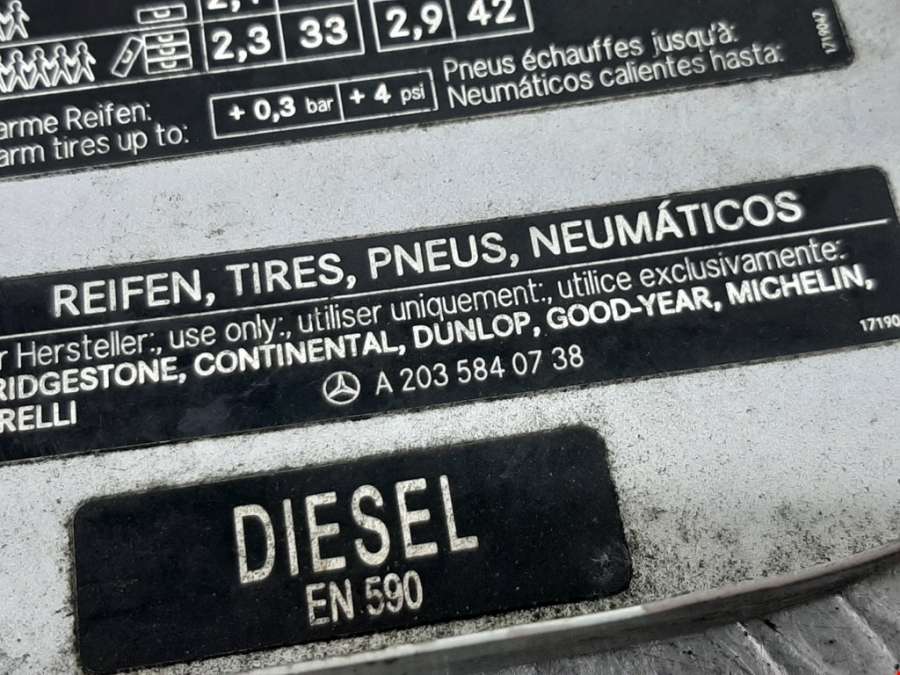 2,3 33 2,9 42
arme Reifen:
arm tires up to:
+ 0,3 bar + 4 psi
Pneus échauffes jusqu'à:
Neumáticos calientes hasta:
REIFEN, TIRES, PNEUS, NEUMÁTICOS
r Hersteller:, use only:, utiliser uniquement:, utilice exclusivamente:
RIDGESTONE, CONTINENTAL, DUNLOP, GOOD-YEAR, MICHELIN,
RELLI
A 203 584 07 38
17190
DIESEL
EN 590